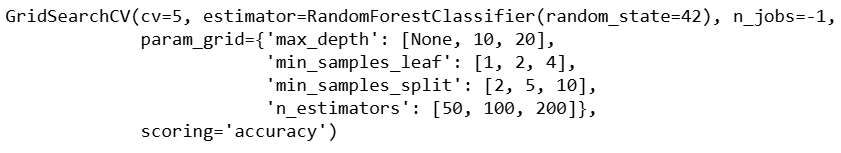 GridSearchCV(cv=5, estimator=RandomForestClassifier(random_state=42), n_jobs=-1,
             param_grid={'max_depth': [None, 10, 20],
                         'min_samples_leaf': [1, 2, 4],
                         'min_samples_split': [2, 5, 10],
                         'n_estimators': [50, 100, 200]},
             scoring='accuracy')